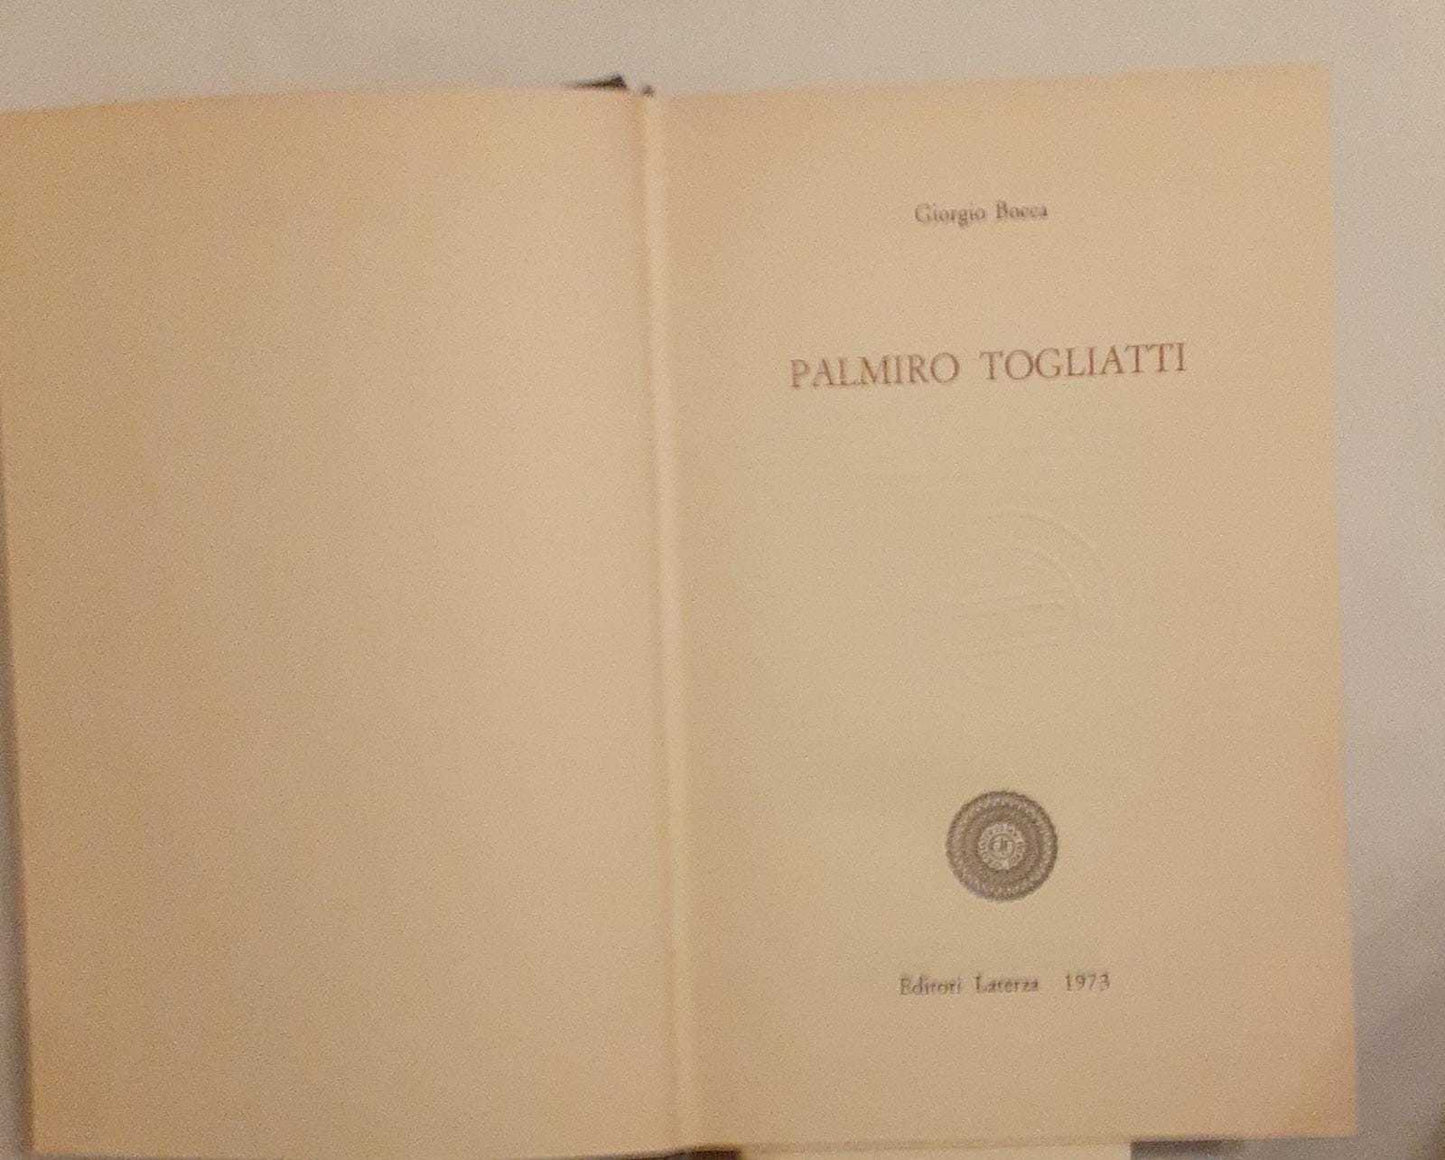 Giorgio Bocca
PALMIRO TOGLIATTI
Editori Laterza 1973